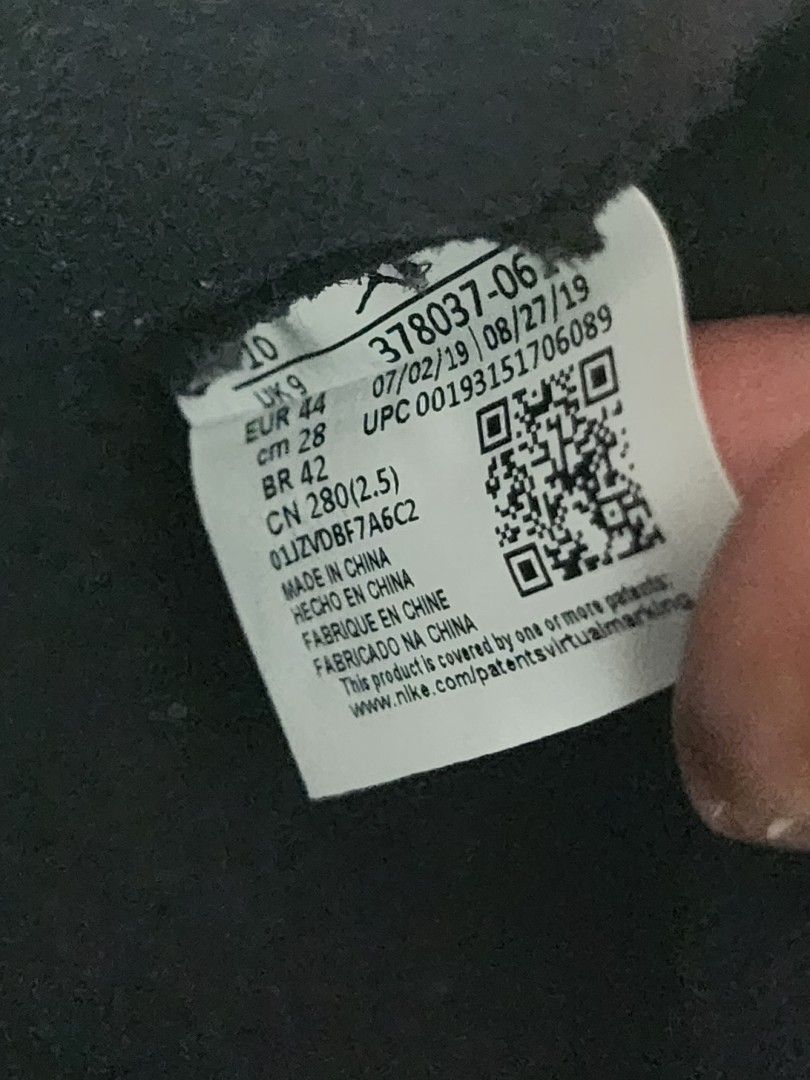 10
UK 9
EUR 44
cm 28
BR 42
CN 280(2.5)
01JZVDBF7A6C2
378037-06
07/02/19 \ 08/27/19
UPC 00193151706089
MADE IN CHINA
HECHO EN CHINA
FABRIQUE EN CHINE
FABRICADO NA CHINA
This product is covered by one or more patents:
www.nike.com/patentsvirtualmarking